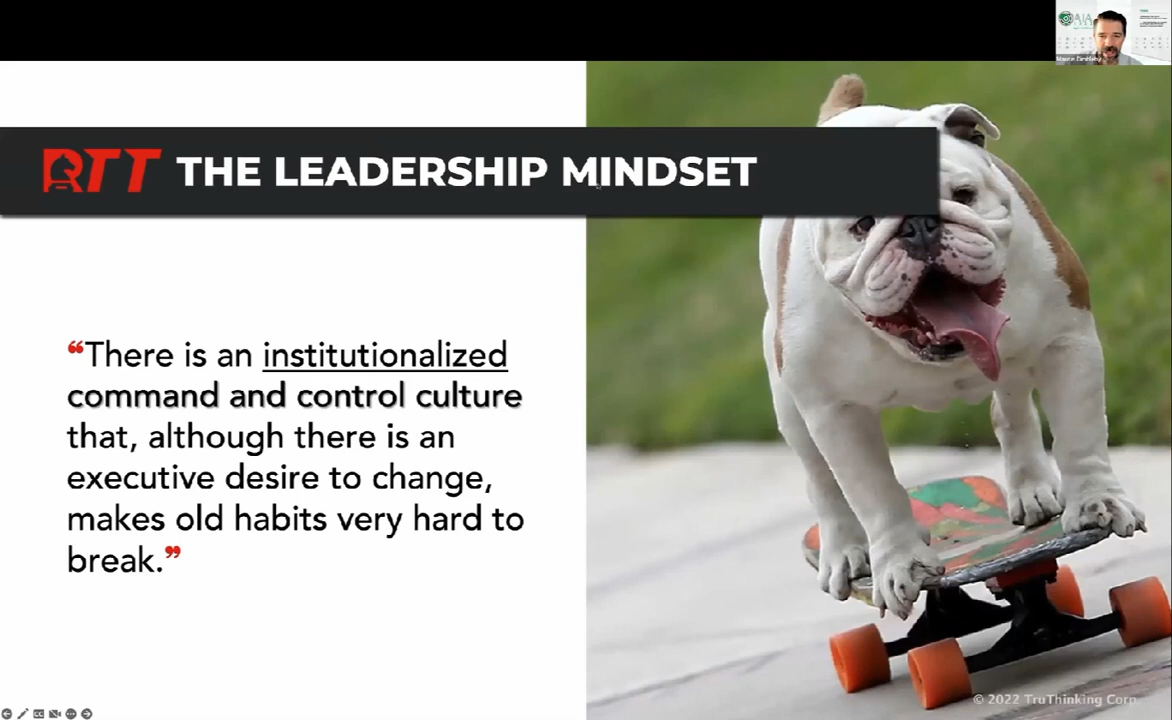 AJA
RTT THE LEADERSHIP MINDSET
“There is an institutionalized
command and control culture
that, although there is an
executive desire to change,
makes old habits very hard to
break.”
© 2022 TruThinking Corp.